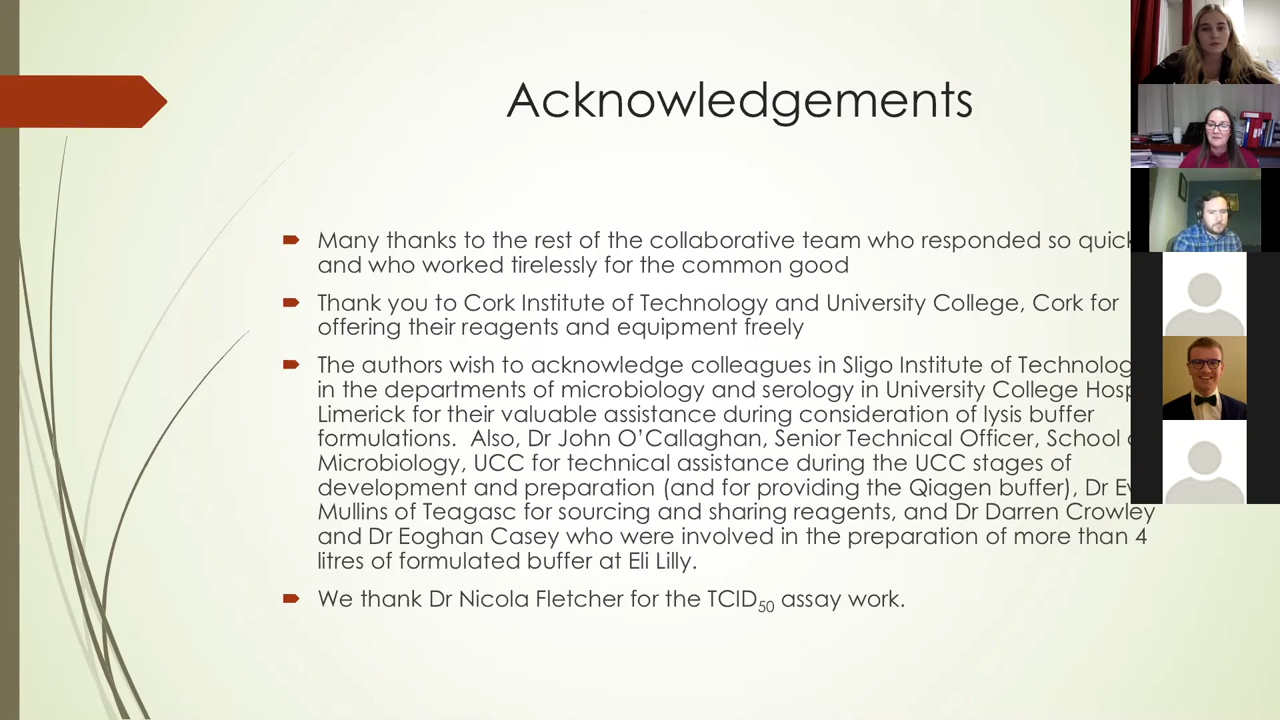 Acknowledgements
Many thanks to the rest of the collaborative team who responded so
and who worked tirelessly for the common good
Thank you to Cork Institute of Technology and University College, Cork for
offering their reagents and equipment freely
The authors wish to acknowledge colleagues in Sligo Institute of
in the departments of microbiology and serology in University College
Limerick for their valuable assistance during consideration of lysis buffer
formulations. Also, Dr John O'Callaghan, Senior Technical Officer, School
Microbiology, UCC for technical assistance during the UCC stages of
development and preparation (and for providing the Qiagen buffer), Dr
Mullins of Teagasc for sourcing and sharing reagents, and Dr Darren Crowley
and Dr Eoghan Casey who were involved in the preparation of more than 4
litres of formulated buffer at Eli Lilly.
We thank Dr Nicola Fletcher for the TCID50 assay work.